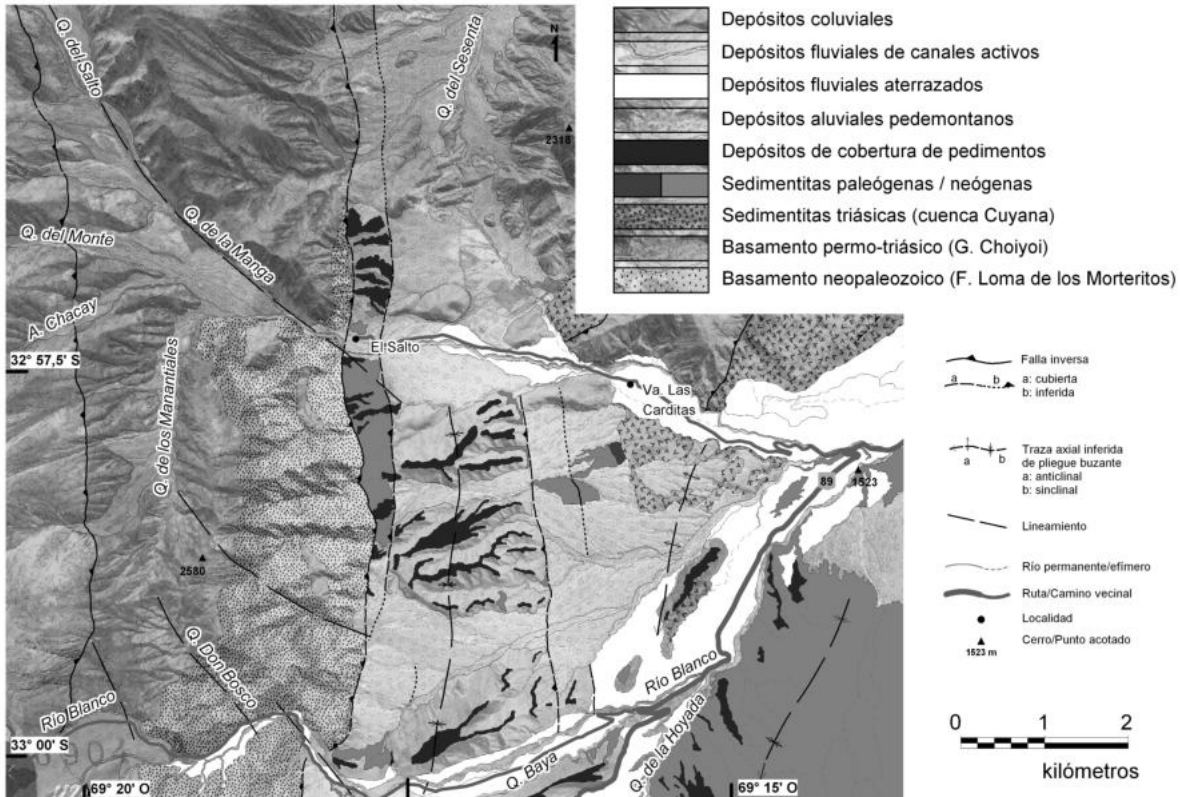 Q. del Salto
Q. del Sesenta
N
1
2318
Q. de la Manga
Q. del Monte
A. Chacay
El Salto
32° 57,5' S
Q. de los Manantiales
Va. Las
Carditas
89
1523
2580
Q. Don Bosco
Río Blanco
Río Blanco
33° 00' S
Q. Baya
Q. de la Hoyada
69° 20' O
69° 15' O
Depósitos coluviales
Depósitos fluviales de canales activos
Depósitos fluviales aterrazados
Depósitos aluviales pedemontanos
Depósitos de cobertura de pedimentos
Sedimentitas paleógenas / neógenas
Sedimentitas triásicas (cuenca Cuyana)
Basamento permo-triásico (G. Choiyoi)
Basamento neopaleozoico (F. Loma de los Morteritos)
Falla inversa
a b a: cubierta
b: inferida
Traza axial inferida
de pliegue buzante
a b a: anticlinal
b: sinclinal
Lineamiento
Río permanente/efímero
Ruta/Camino vecinal
Localidad
Cerro/Punto acotado
1523 m
0 1 2
kilómetros